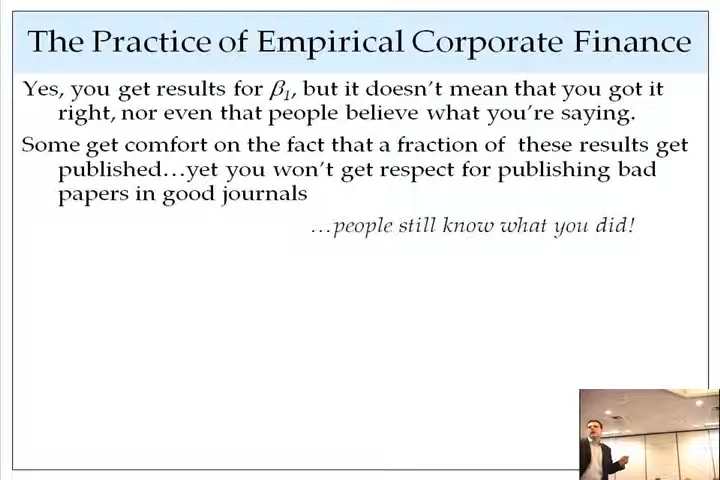 The Practice of Empirical Corporate Finance
Yes, you get results for β1, but it doesn't mean that you got it
right, nor even that people believe what you're saying.
Some get comfort on the fact that a fraction of these results get
published…yet you won't get respect for publishing bad
papers in good journals
…people still know what you did!